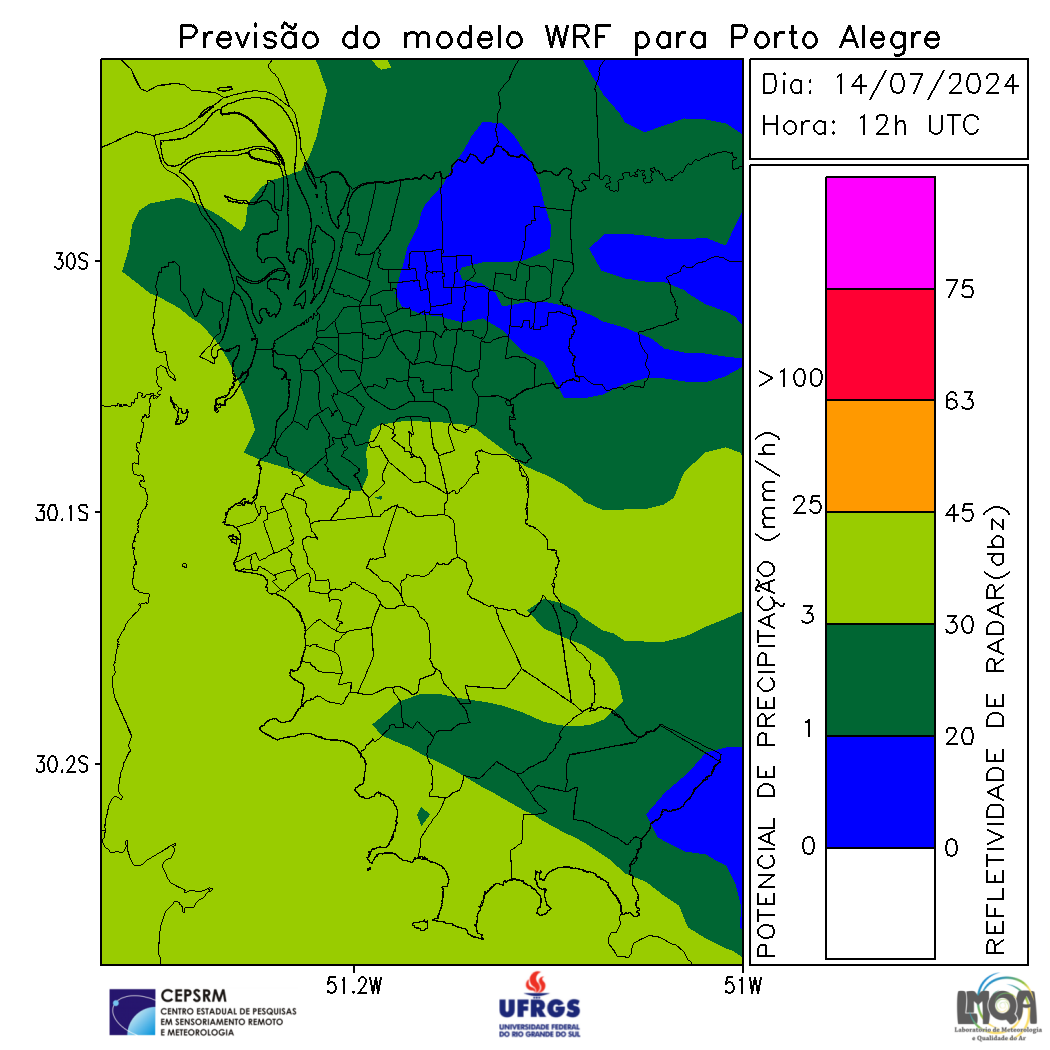 Previsão do modelo WRF para Porto Alegre
Dia: 14/07/2024
Hora: 12h UTC
30S
30.1S
30.2S
51.2W
51W
POTENCIAL DE PRECIPITAÇÃO (mm/h)
>100
25
3
1
0
75
63
45
30
20
0
REFLETIVIDADE DE RADAR(dbz)
CEPSRM
CENTRO ESTADUAL DE PESQUISAS
EM SENSORIAMENTO REMOTO
E METEOROLOGIA
UFRGS
UNIVERSIDADE FEDERAL
DO RIO GRANDE DO SUL
LMQA
Laboratório de Meteorologia
e Qualidade do Ar